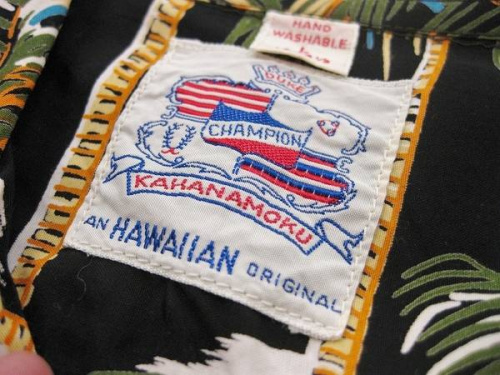 HAND
WASHABLE
DUKE
CHAMPION
KAHANAMOKU
AN HAWAIIAN ORIGINAL